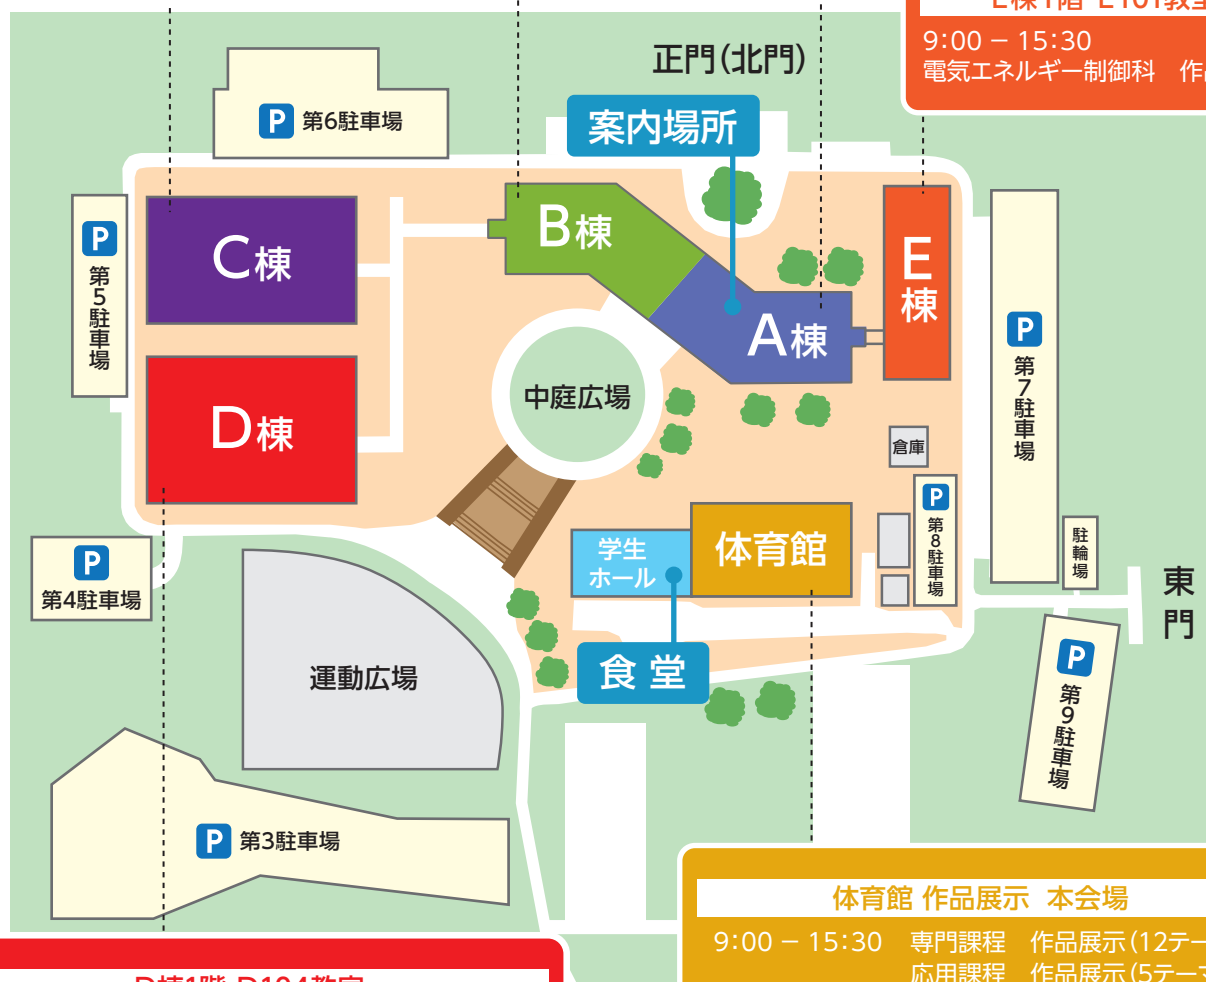 E棟1階 E101教室
9:00 − 15:30
電気エネルギー制御科 作品
正門(北門)
P 第6駐車場
案内場所
P 第5駐車場
C棟
B棟
A棟
E棟
P 第7駐車場
D棟
中庭広場
倉庫
P 第8駐車場
駐輪場
東門
学生
ホール
体育館
P
第4駐車場
食堂
運動広場
P 第9駐車場
P 第3駐車場
体育館 作品展示 本会場
9:00 − 15:30 専門課程 作品展示(12テー
応用課程 作品展示(5テーマ
D棟1階 D104教室